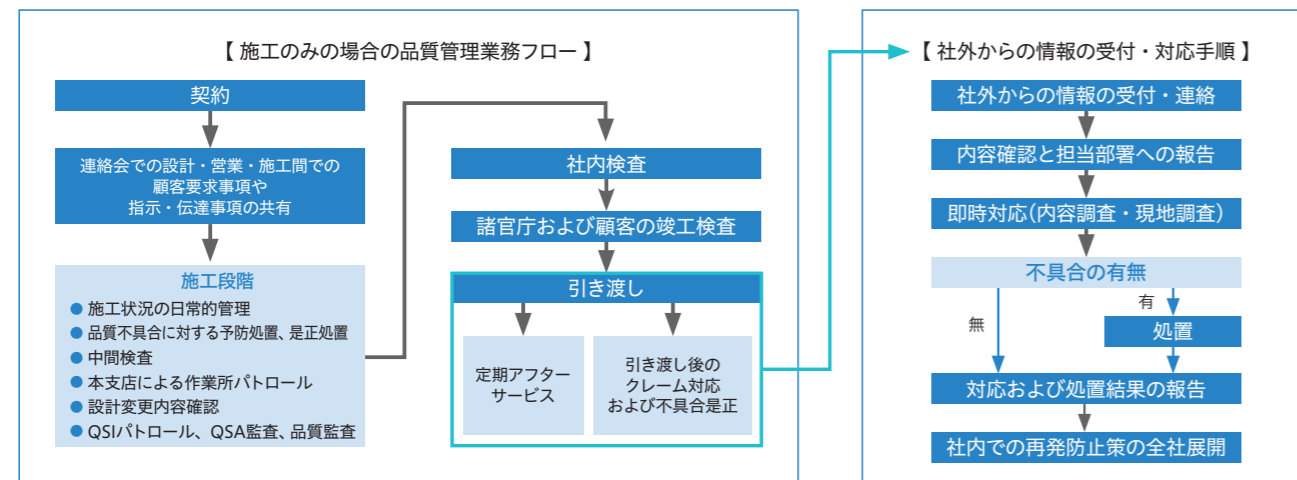 【 施工のみの場合の品質管理業務フロー 】
契約
連絡会での設計・営業・施工間での
顧客要求事項や
指示・伝達事項の共有
施工段階
● 施工状況の日常的管理
● 品質不具合に対する予防処置、是正処置
● 中間検査
● 本支店による作業所パトロール
● 設計変更内容確認
● QSIパトロール、QSA監査、品質監査
社内検査
諸官庁および顧客の竣工検査
引き渡し
定期アフター
サービス
引き渡し後の
クレーム対応
および不具合是正
【 社外からの情報の受付・対応手順 】
社外からの情報の受付・連絡
内容確認と担当部署への報告
即時対応(内容調査・現地調査)
不具合の有無
無
有
処置
対応および処置結果の報告
社内での再発防止策の全社展開